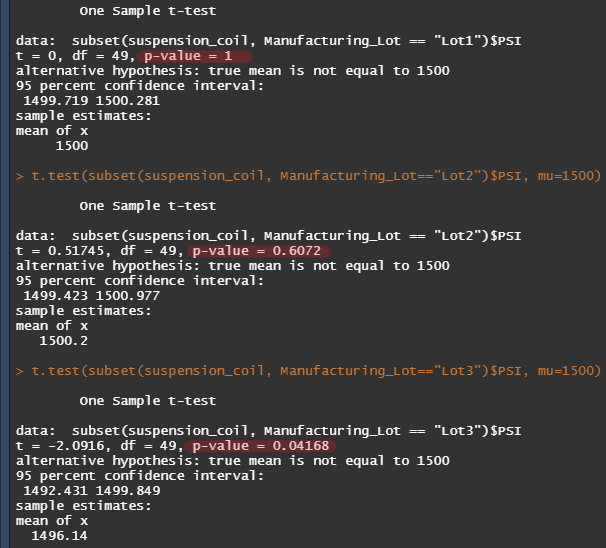 One Sample t-test
data:  subset(suspension_coil, Manufacturing_Lot == "Lot1")$PSI
t = 0, df = 49, p-value = 1
alternative hypothesis: true mean is not equal to 1500
95 percent confidence interval:
1499.719 1500.281
sample estimates:
mean of x
1500
> t.test(subset(suspension_coil, Manufacturing_Lot=="Lot2")$PSI, mu=1500)
One Sample t-test
data:  subset(suspension_coil, Manufacturing_Lot == "Lot2")$PSI
t = 0.51745, df = 49, p-value = 0.6072
alternative hypothesis: true mean is not equal to 1500
95 percent confidence interval:
1499.423 1500.977
sample estimates:
mean of x
1500.2
> t.test(subset(suspension_coil, Manufacturing_Lot=="Lot3")$PSI, mu=1500)
One Sample t-test
data:  subset(suspension_coil, Manufacturing_Lot == "Lot3")$PSI
t = -2.0916, df = 49, p-value = 0.04168
alternative hypothesis: true mean is not equal to 1500
95 percent confidence interval:
1492.431 1499.849
sample estimates:
mean of x
1496.14